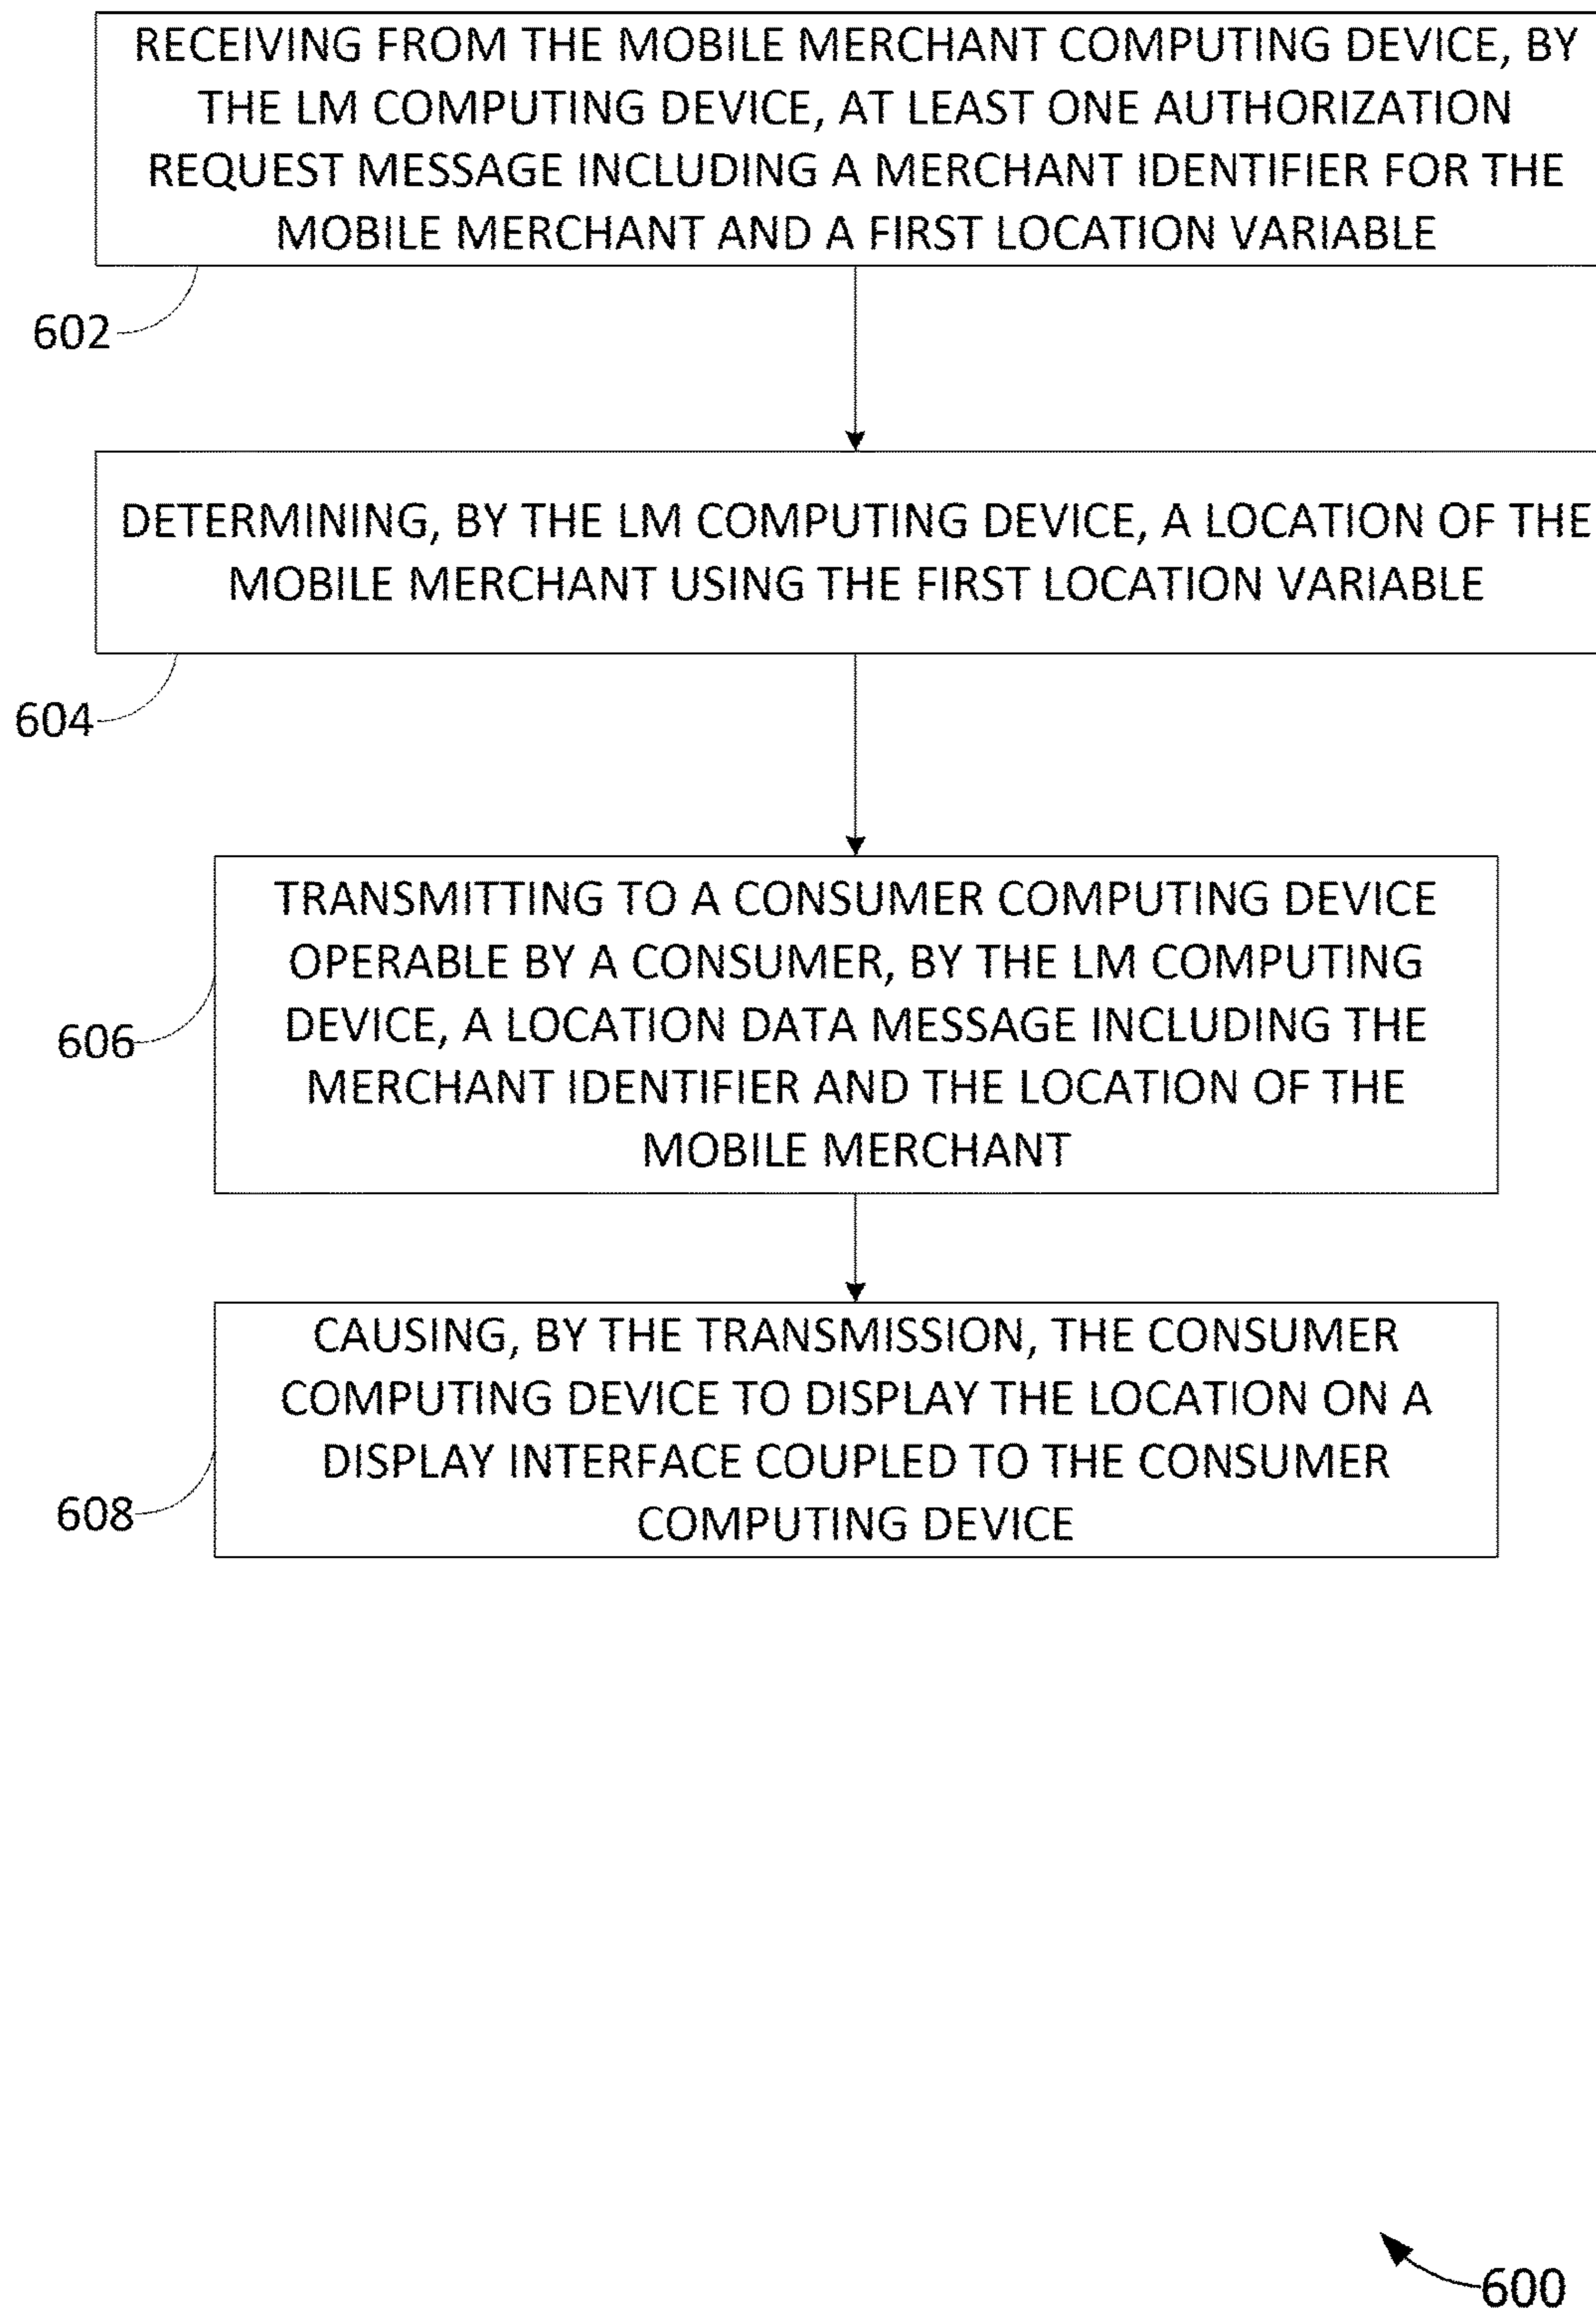 RECEIVING FROM THE MOBILE MERCHANT COMPUTING DEVICE, BY
THE LM COMPUTING DEVICE, AT LEAST ONE AUTHORIZATION
REQUEST MESSAGE INCLUDING A MERCHANT IDENTIFIER FOR THE
MOBILE MERCHANT AND A FIRST LOCATION VARIABLE
602
DETERMINING, BY THE LM COMPUTING DEVICE, A LOCATION OF THE
MOBILE MERCHANT USING THE FIRST LOCATION VARIABLE
604
TRANSMITTING TO A CONSUMER COMPUTING DEVICE
OPERABLE BY A CONSUMER, BY THE LM COMPUTING
DEVICE, A LOCATION DATA MESSAGE INCLUDING THE
MERCHANT IDENTIFIER AND THE LOCATION OF THE
MOBILE MERCHANT
606
CAUSING, BY THE TRANSMISSION, THE CONSUMER
COMPUTING DEVICE TO DISPLAY THE LOCATION ON A
DISPLAY INTERFACE COUPLED TO THE CONSUMER
COMPUTING DEVICE
608
600